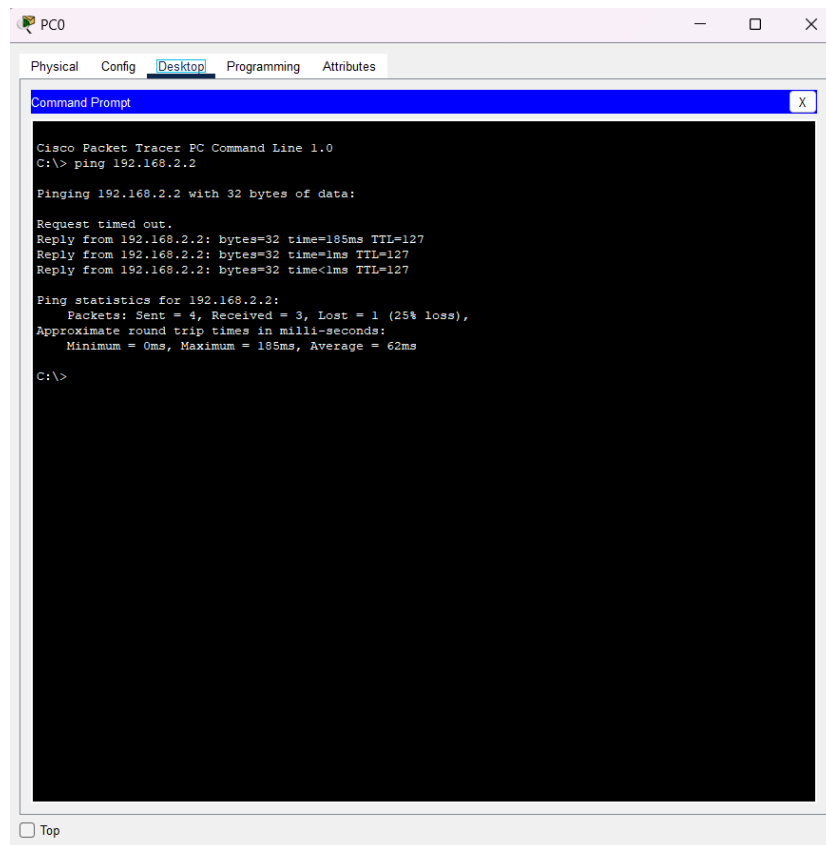 PC0
Physical Config Desktop Programming Attributes
Command Prompt
X
Cisco Packet Tracer PC Command Line 1.0
C:\> ping 192.168.2.2
Pinging 192.168.2.2 with 32 bytes of data:
Request timed out.
Reply from 192.168.2.2: bytes=32 time=185ms TTL=127
Reply from 192.168.2.2: bytes=32 time=1ms TTL=127
Reply from 192.168.2.2: bytes=32 time<1ms TTL=127
Ping statistics for 192.168.2.2:
Packets: Sent = 4, Received = 3, Lost = 1 (25% loss),
Approximate round trip times in milli-seconds:
Minimum = 0ms, Maximum = 185ms, Average = 62ms
C:\>
Top